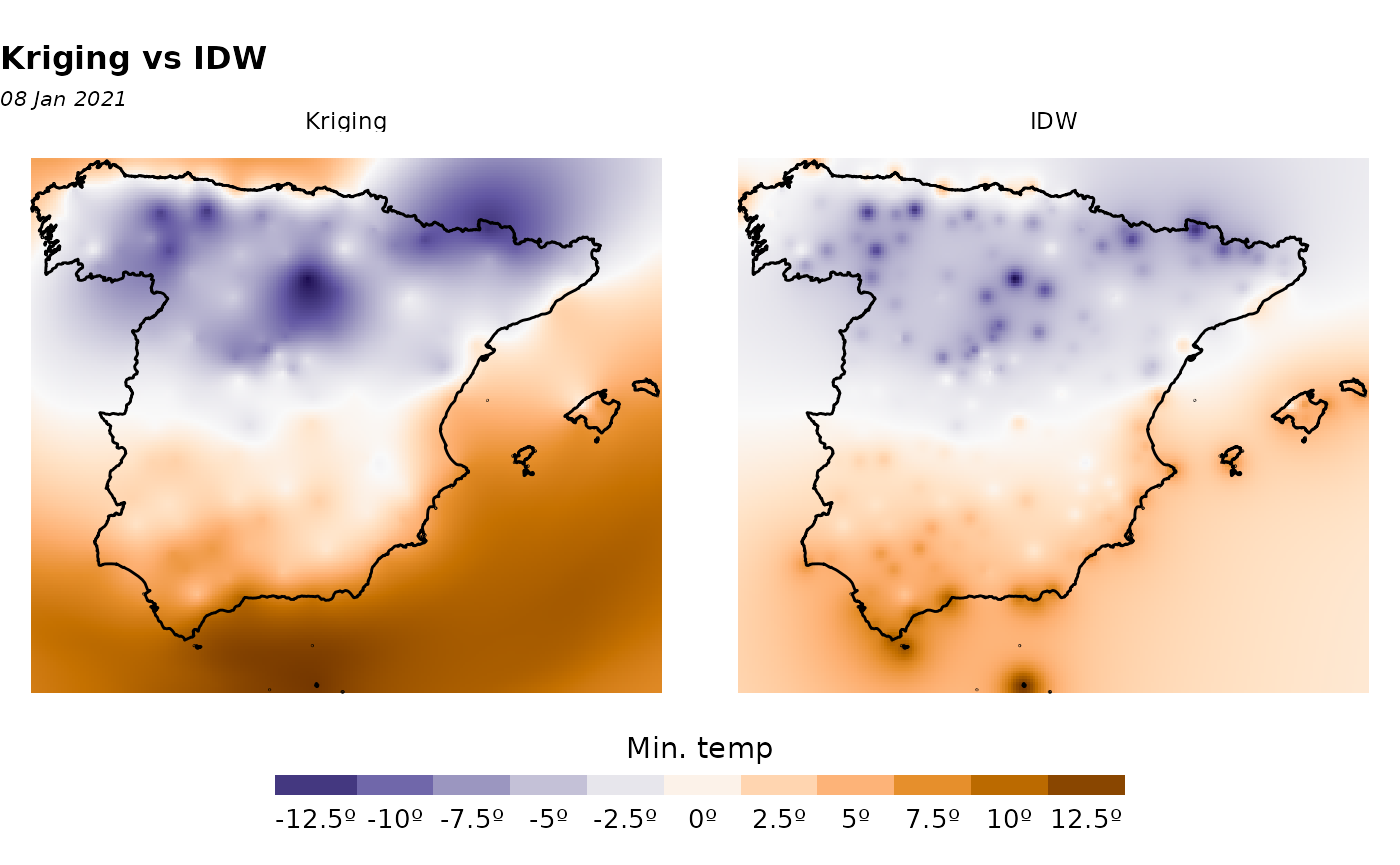 Kriging vs IDW
08 Jan 2021
Kriging IDW
Min. temp
-12.5º -10º -7.5º -5º -2.5º 0º 2.5º 5º 7.5º 10º 12.5º